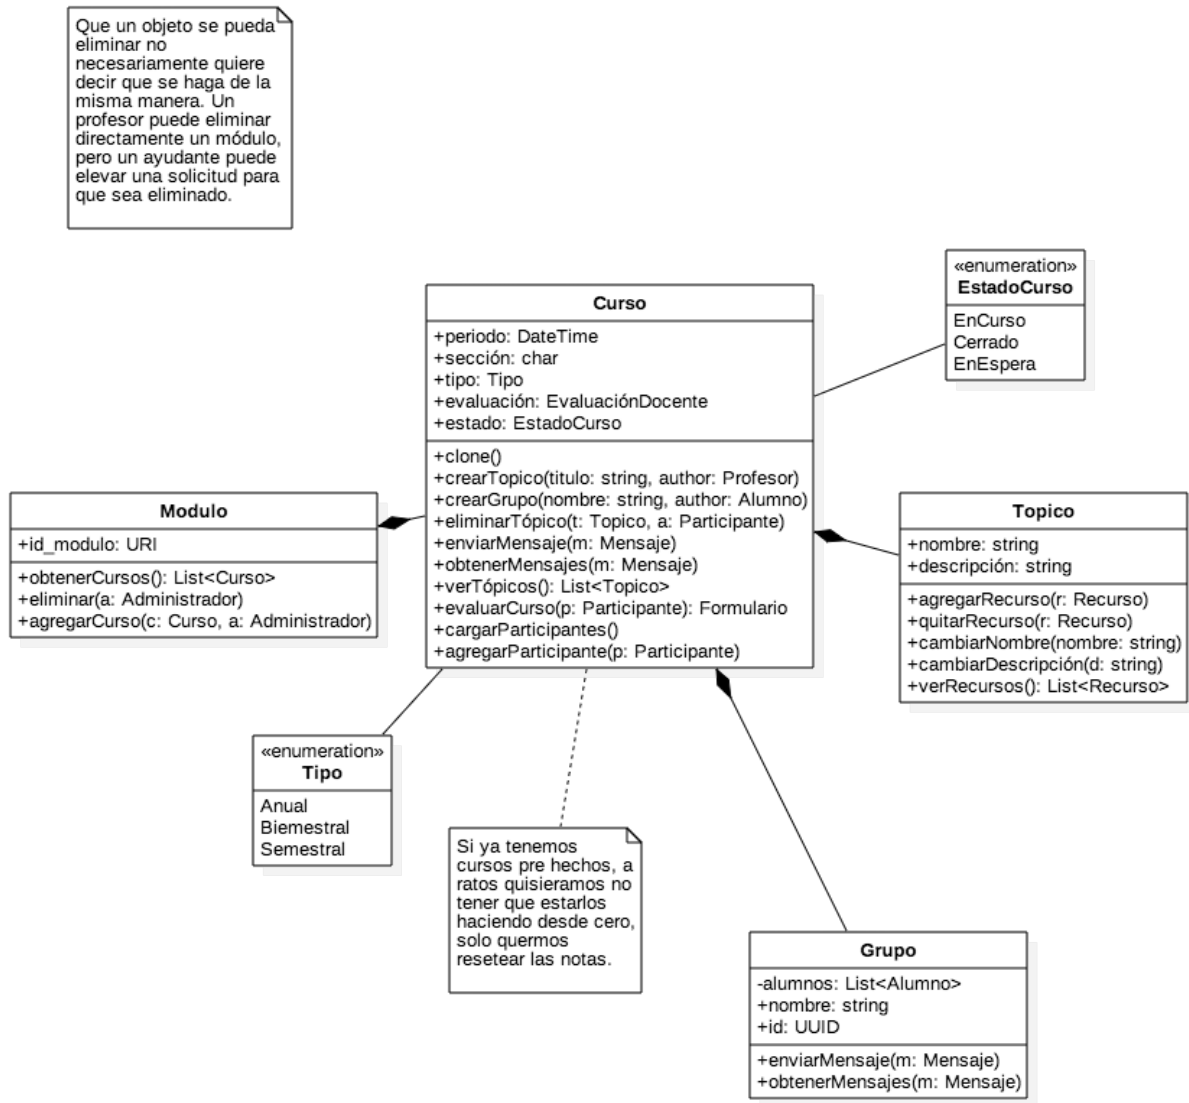 Que un objeto se pueda
eliminar no
necesariamente quiere
decir que se haga de la
misma manera. Un
profesor puede eliminar
directamente un módulo,
pero un ayudante puede
elevar una solicitud para
que sea eliminado.
«enumeration»
EstadoCurso
EnCurso
Cerrado
EnEspera
Curso
+periodo: DateTime
+sección: char
+tipo: Tipo
+evaluación: EvaluaciónDocente
+estado: EstadoCurso
+clone()
+crearTopico(titulo: string, author: Profesor)
+crearGrupo(nombre: string, author: Alumno)
+eliminarTópico(t: Topico, a: Participante)
+enviarMensaje(m: Mensaje)
+obtenerMensajes(m: Mensaje)
+verTópicos(): List<Topico>
+evaluarCurso(p: Participante): Formulario
+cargarParticipantes()
+agregarParticipante(p: Participante)
Modulo
+id_modulo: URI
+obtenerCursos(): List<Curso>
+eliminar(a: Administrador)
+agregarCurso(c: Curso, a: Administrador)
Topico
+nombre: string
+descripción: string
+agregarRecurso(r: Recurso)
+quitarRecurso(r: Recurso)
+cambiarNombre(nombre: string)
+cambiarDescripción(d: string)
+verRecursos(): List<Recurso>
«enumeration»
Tipo
Anual
Biemestral
Semestral
Si ya tenemos
cursos pre hechos, a
ratos quisieramos no
tener que estarlos
haciendo desde cero,
solo quermos
resetear las notas.
Grupo
-alumnos: List<Alumno>
+nombre: string
+id: UUID
+enviarMensaje(m: Mensaje)
+obtenerMensajes(m: Mensaje)